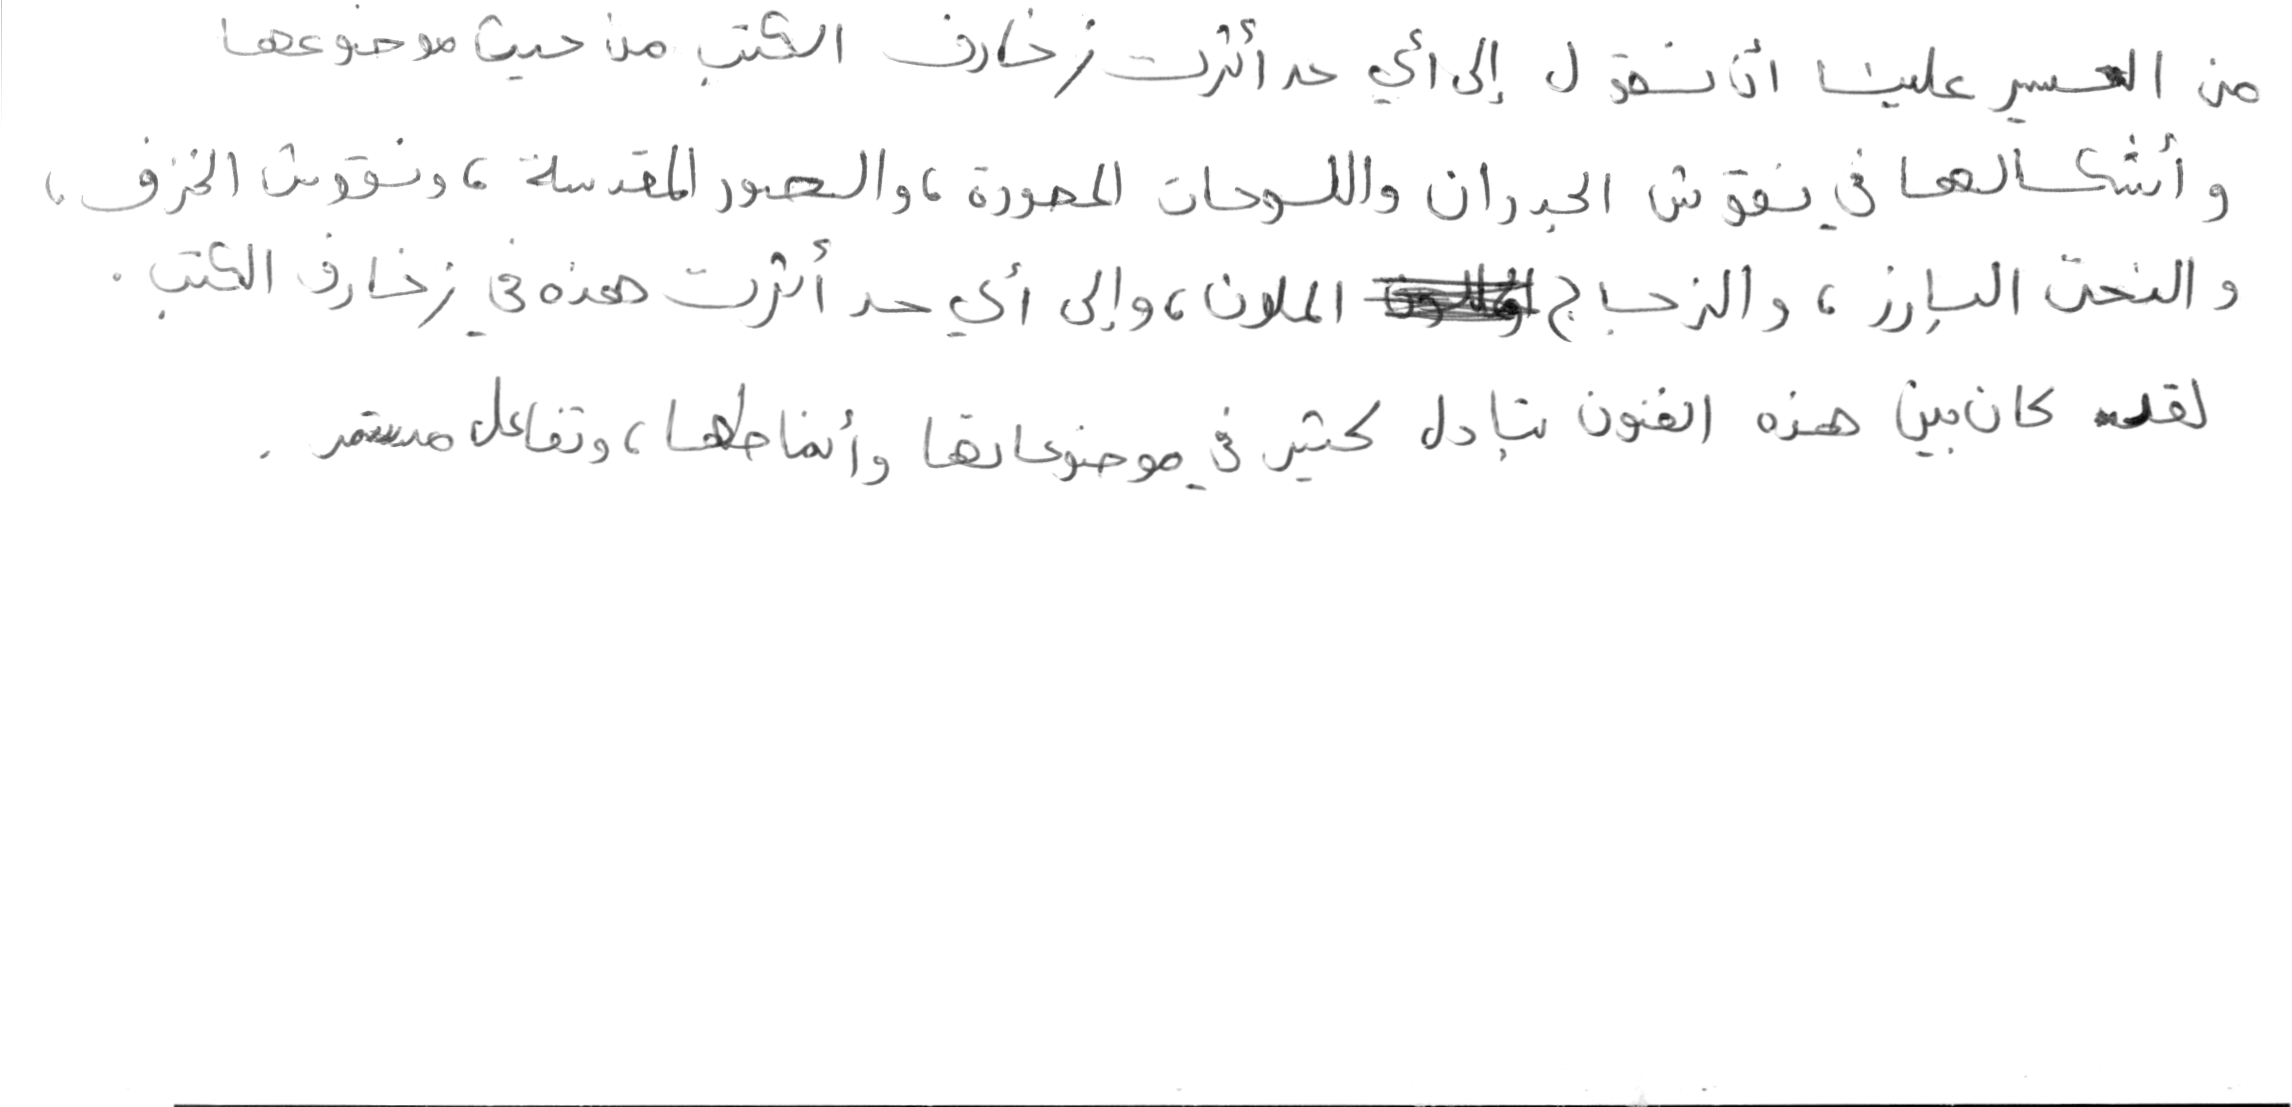 من العسير علينا أن نقول إلى أي حد أثرت زخارف الكتب من حيث موضوعها
وأشكالها في نقوش الجدران واللوحات المصورة ، والصور المقدسة ، ونقوش الخزف ،
والنحت البارز ، والزجاج الملون ، وإلى أي حد أثرت هذه في زخارف الكتب .
لقد كان بين هذه الفنون تبادل كثير في موضوعاتها وأنماطها ، وتفاعل مستمر .